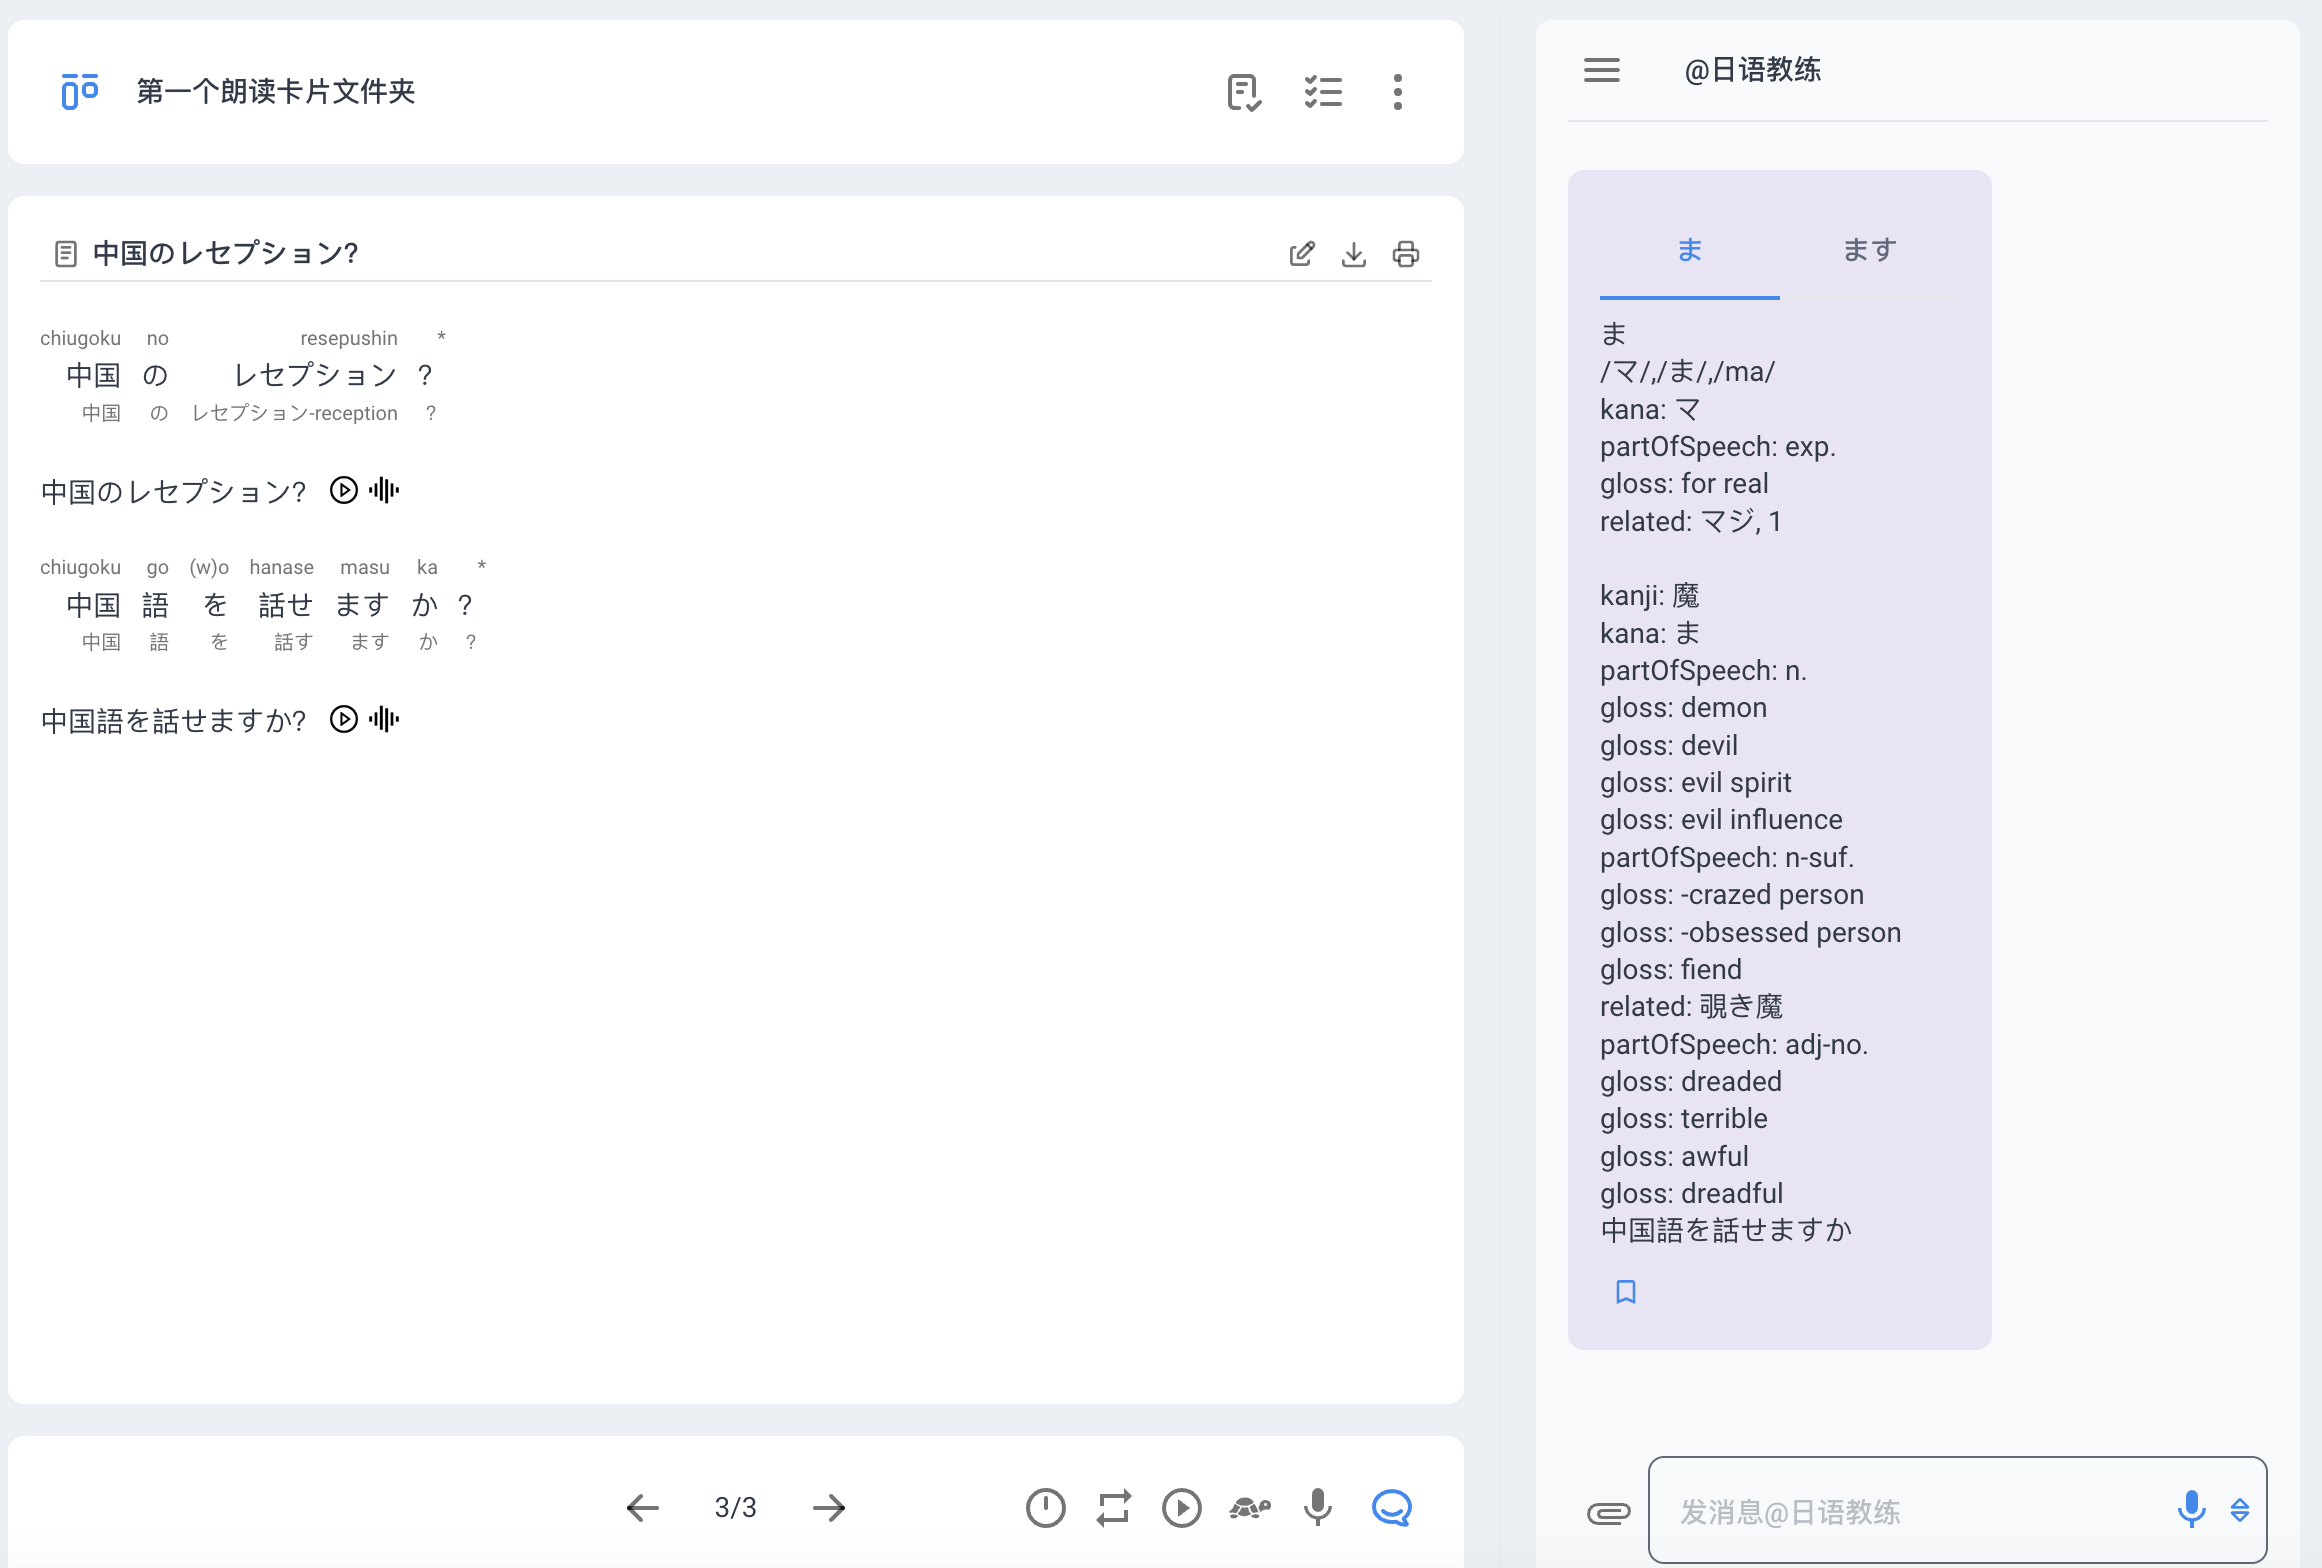 第一个朗读卡片文件夹
中国のレセプション?
chiugoku no resepushin *
中国 の レセプション ?
中国 の レセプション-reception ?
中国のレセプション?
chiugoku go (w)o hanase masu ka *
中国 語 を 話せ ます か ?
中国 語 を 話す ます か ?
中国語を話せますか?
3/3
@日语教练
ま ます
ま
/マ/,/ま/,/ma/
kana: マ
partOfSpeech: exp.
gloss: for real
related: マジ, 1
kanji: 魔
kana: ま
partOfSpeech: n.
gloss: demon
gloss: devil
gloss: evil spirit
gloss: evil influence
partOfSpeech: n-suf.
gloss: -crazed person
gloss: -obsessed person
gloss: fiend
related: 覗き魔
partOfSpeech: adj-no.
gloss: dreaded
gloss: terrible
gloss: awful
gloss: dreadful
中国語を話せますか
发消息@日语教练